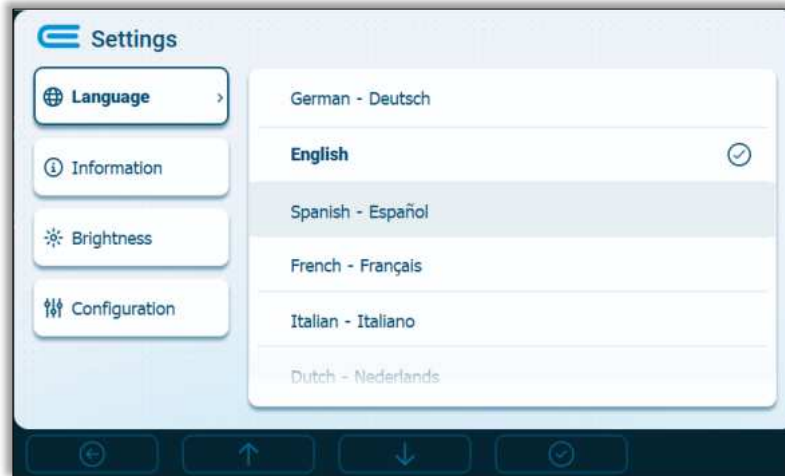 Settings
Language
Information
Brightness
Configuration
German - Deutsch
English
Spanish - Español
French - Français
Italian - Italiano
Dutch - Nederlands